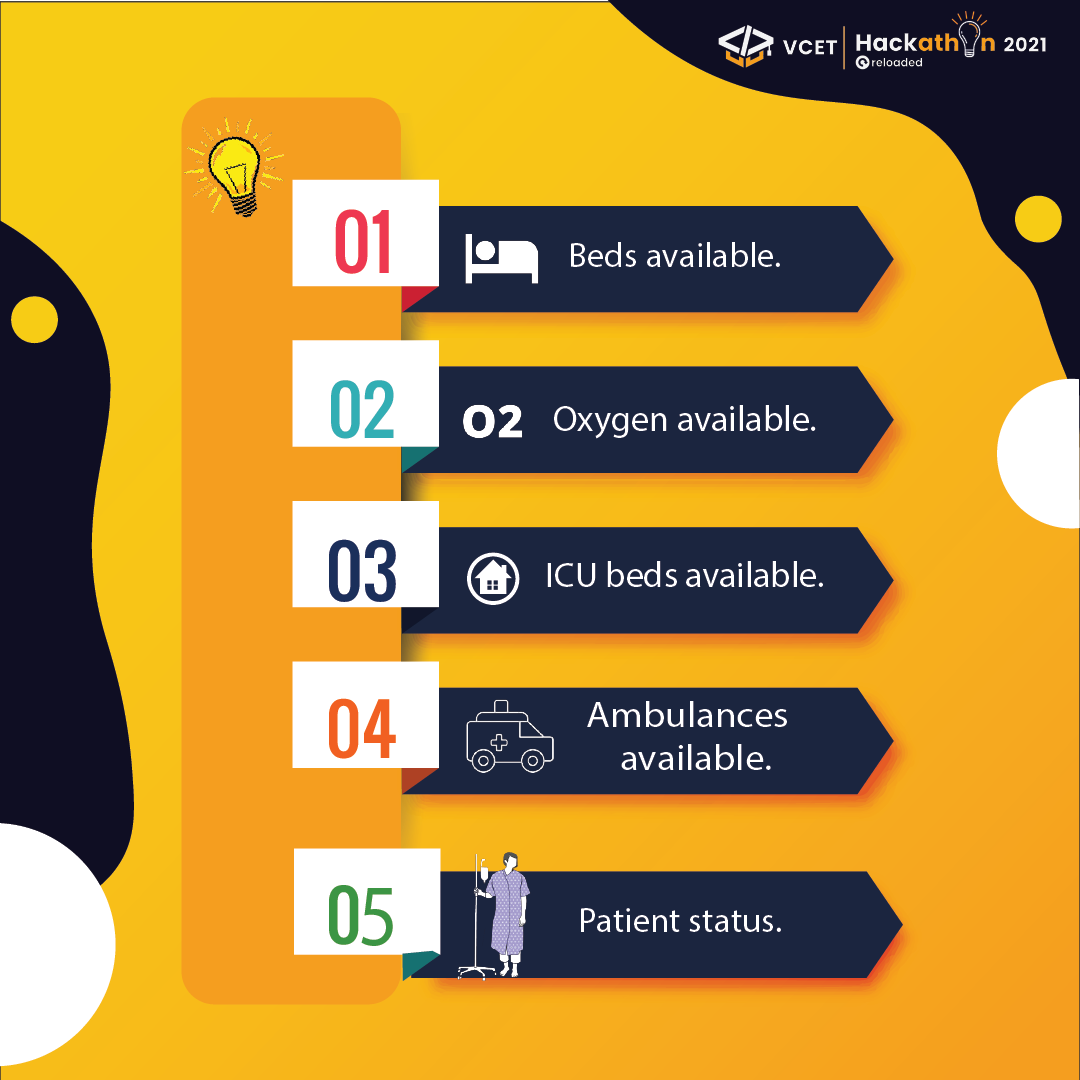 VCET
Hackathon 2021
reloaded
01
Beds available.
02
O2 Oxygen available.
03
ICU beds available.
04
Ambulances
available.
05
Patient status.